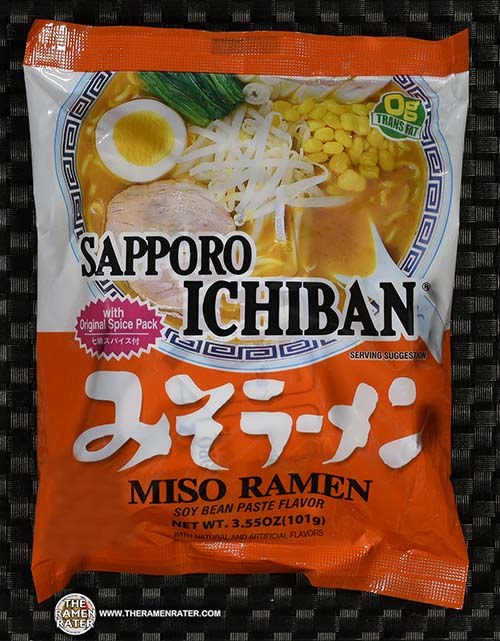 0g
TRANS FAT
SAPPORO
ICHIBAN®
with
Original Spice Pack
七味スパイス付
SERVING SUGGESTION
みそラーメン
MISO RAMEN
SOY BEAN PASTE FLAVOR
NET WT. 3.55OZ(101g)
WITH NATURAL AND ARTIFICIAL FLAVORS
THE
RAMEN
RATER
WWW.THERAMENRATER.COM